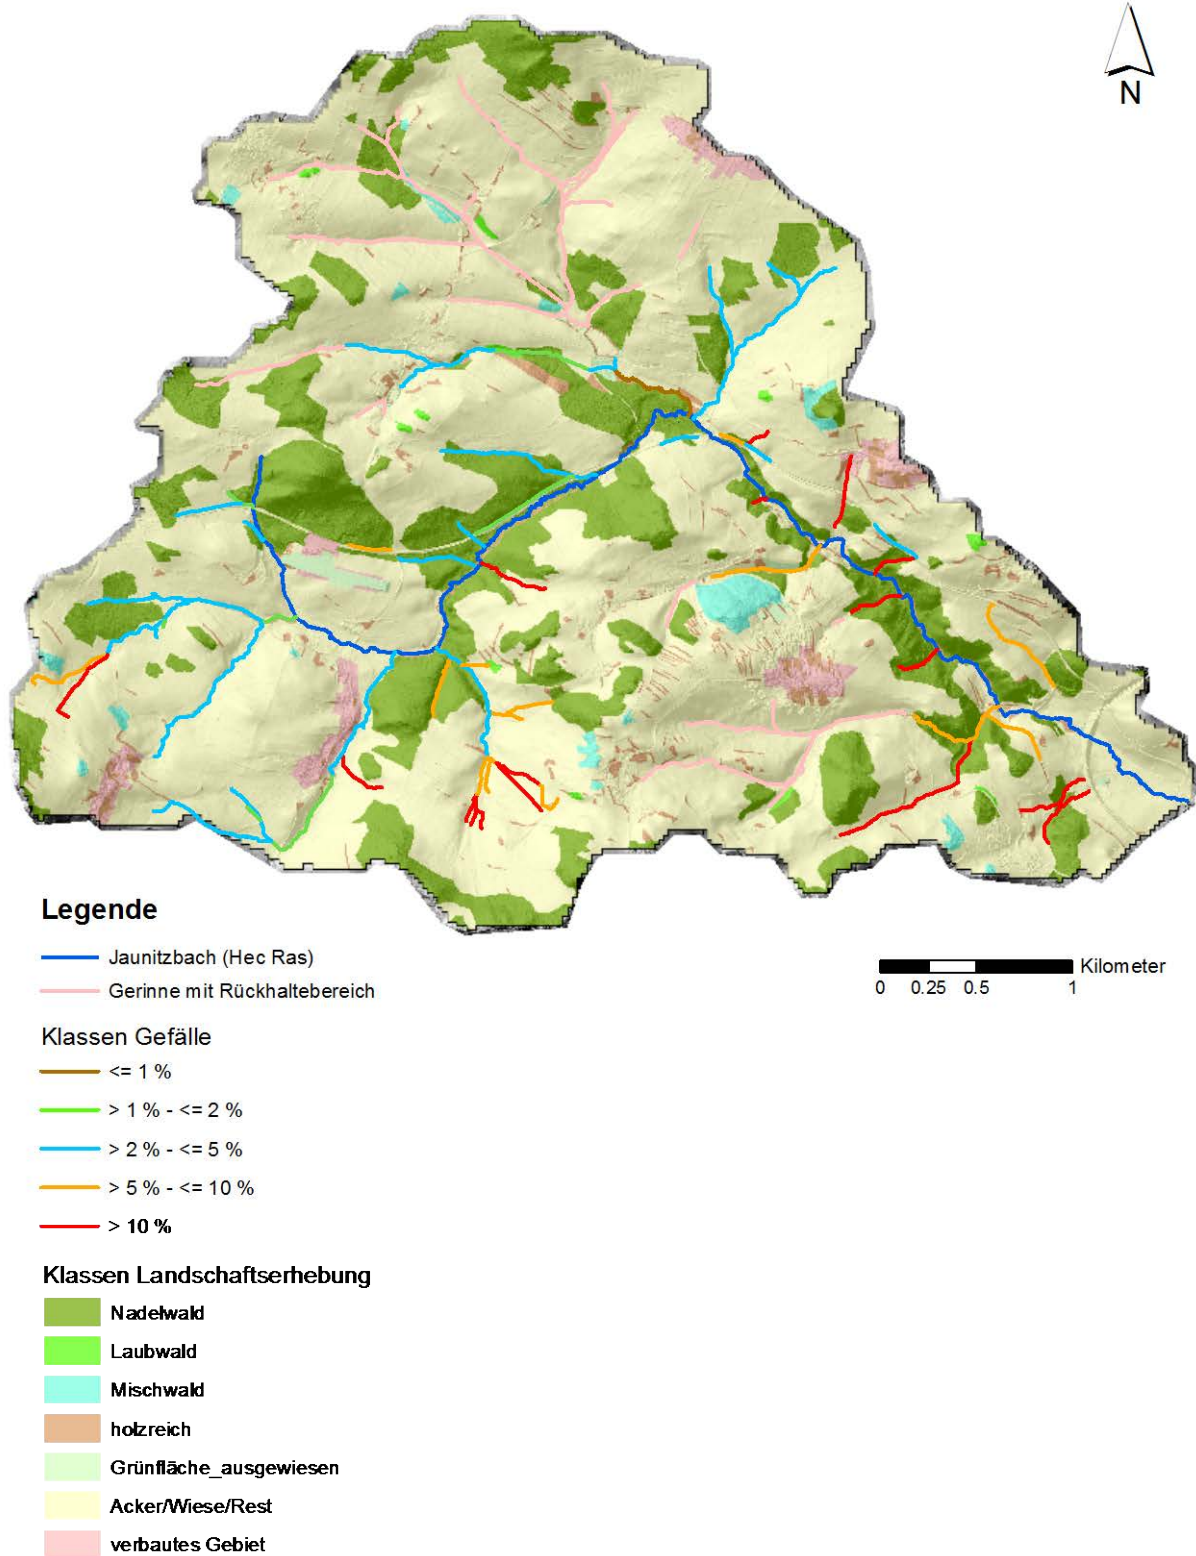 N
Legende
Jaunitzbach (Hec Ras)
Gerinne mit Rückhaltebereich
Kilometer
0 0.25 0.5 1
Klassen Gefälle
<= 1 %
> 1 % - <= 2 %
> 2 % - <= 5 %
> 5 % - <= 10 %
> 10 %
Klassen Landschaftserhebung
Nadelwald
Laubwald
Mischwald
holzreich
Grünfläche_ausgewiesen
Acker/Wiese/Rest
verbautes Gebiet